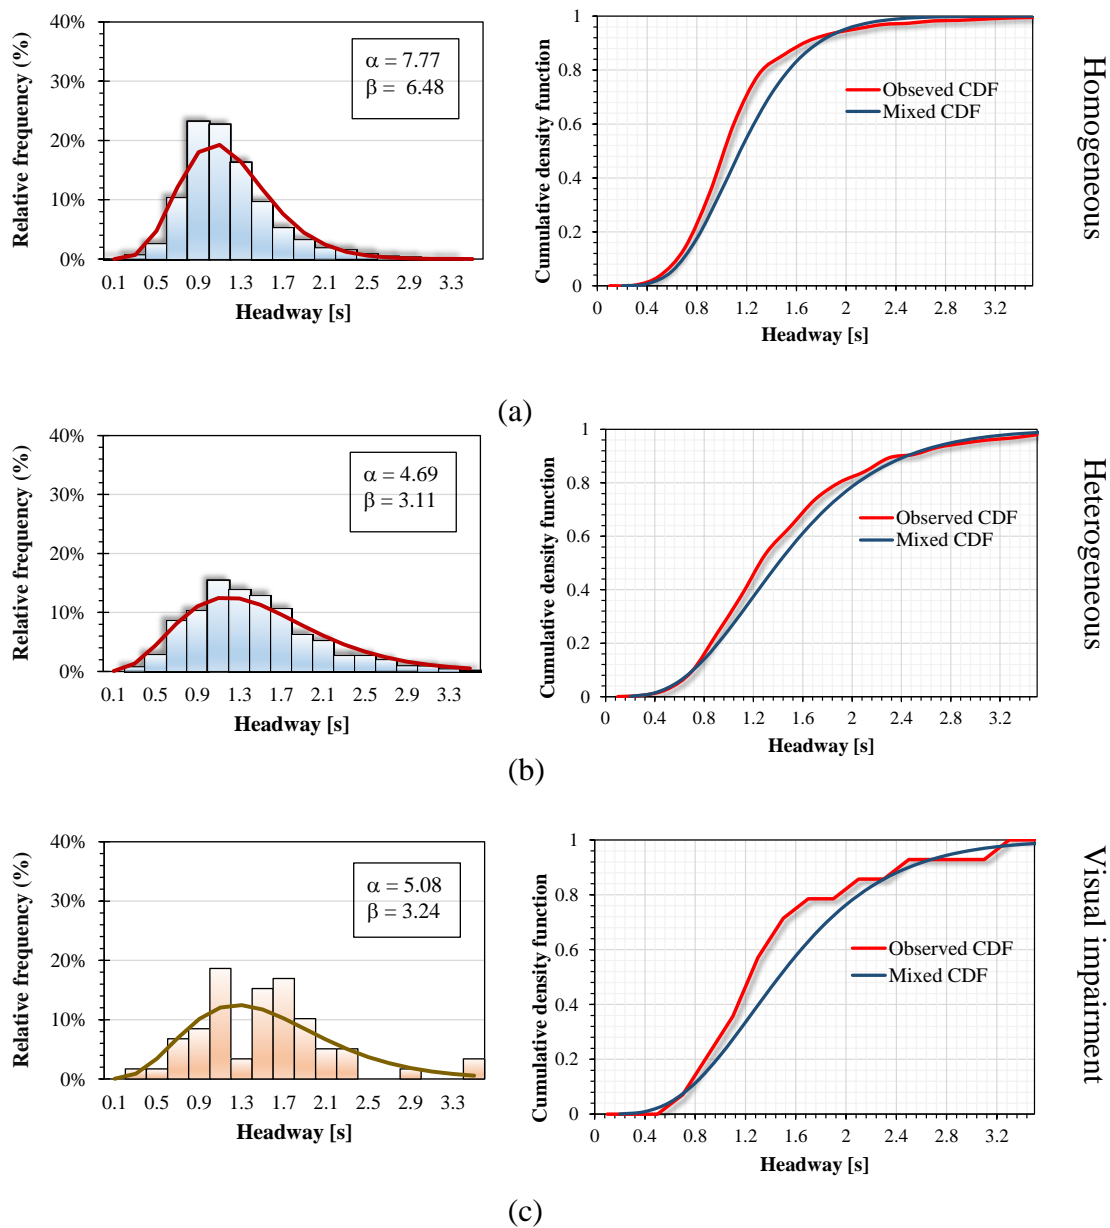 40%
30%
20%
10%
0%
Relative frequency (%)
α = 7.77
β = 6.48
0.1 0.5 0.9 1.3 1.7 2.1 2.5 2.9 3.3
Headway [s]
1
0.8
0.6
0.4
0.2
0
Cumulative density function
Obseved CDF
Mixed CDF
0 0.4 0.8 1.2 1.6 2 2.4 2.8 3.2
Headway [s]
Homogeneous
(a)
40%
30%
20%
10%
0%
Relative frequency (%)
α = 4.69
β = 3.11
0.1 0.5 0.9 1.3 1.7 2.1 2.5 2.9 3.3
Headway [s]
1
0.8
0.6
0.4
0.2
0
Cumulative density function
Observed CDF
Mixed CDF
0 0.4 0.8 1.2 1.6 2 2.4 2.8 3.2
Headway [s]
Heterogeneous
(b)
40%
30%
20%
10%
0%
Relative frequency (%)
α = 5.08
β = 3.24
0.1 0.5 0.9 1.3 1.7 2.1 2.5 2.9 3.3
Headway [s]
1
0.8
0.6
0.4
0.2
0
Cumulative density function
Observed CDF
Mixed CDF
0 0.4 0.8 1.2 1.6 2 2.4 2.8 3.2
Headway [s]
Visual impairment
(c)